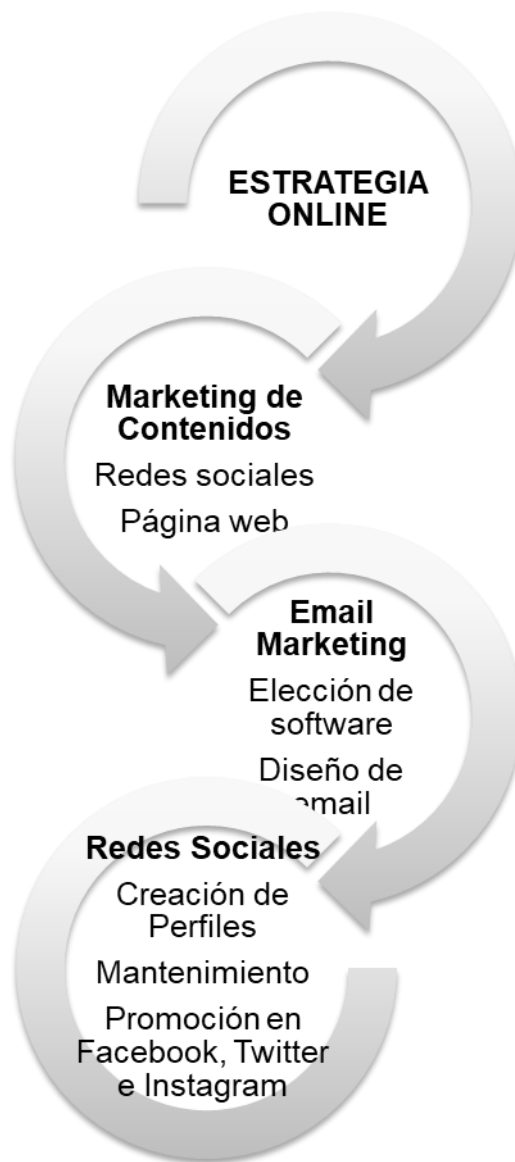 ESTRATEGIA
ONLINE
Marketing de
Contenidos
Redes sociales
Página web
Email
Marketing
Elección de
software
Diseño de
email
Redes Sociales
Creación de
Perfiles
Mantenimiento
Promoción en
Facebook, Twitter
e Instagram